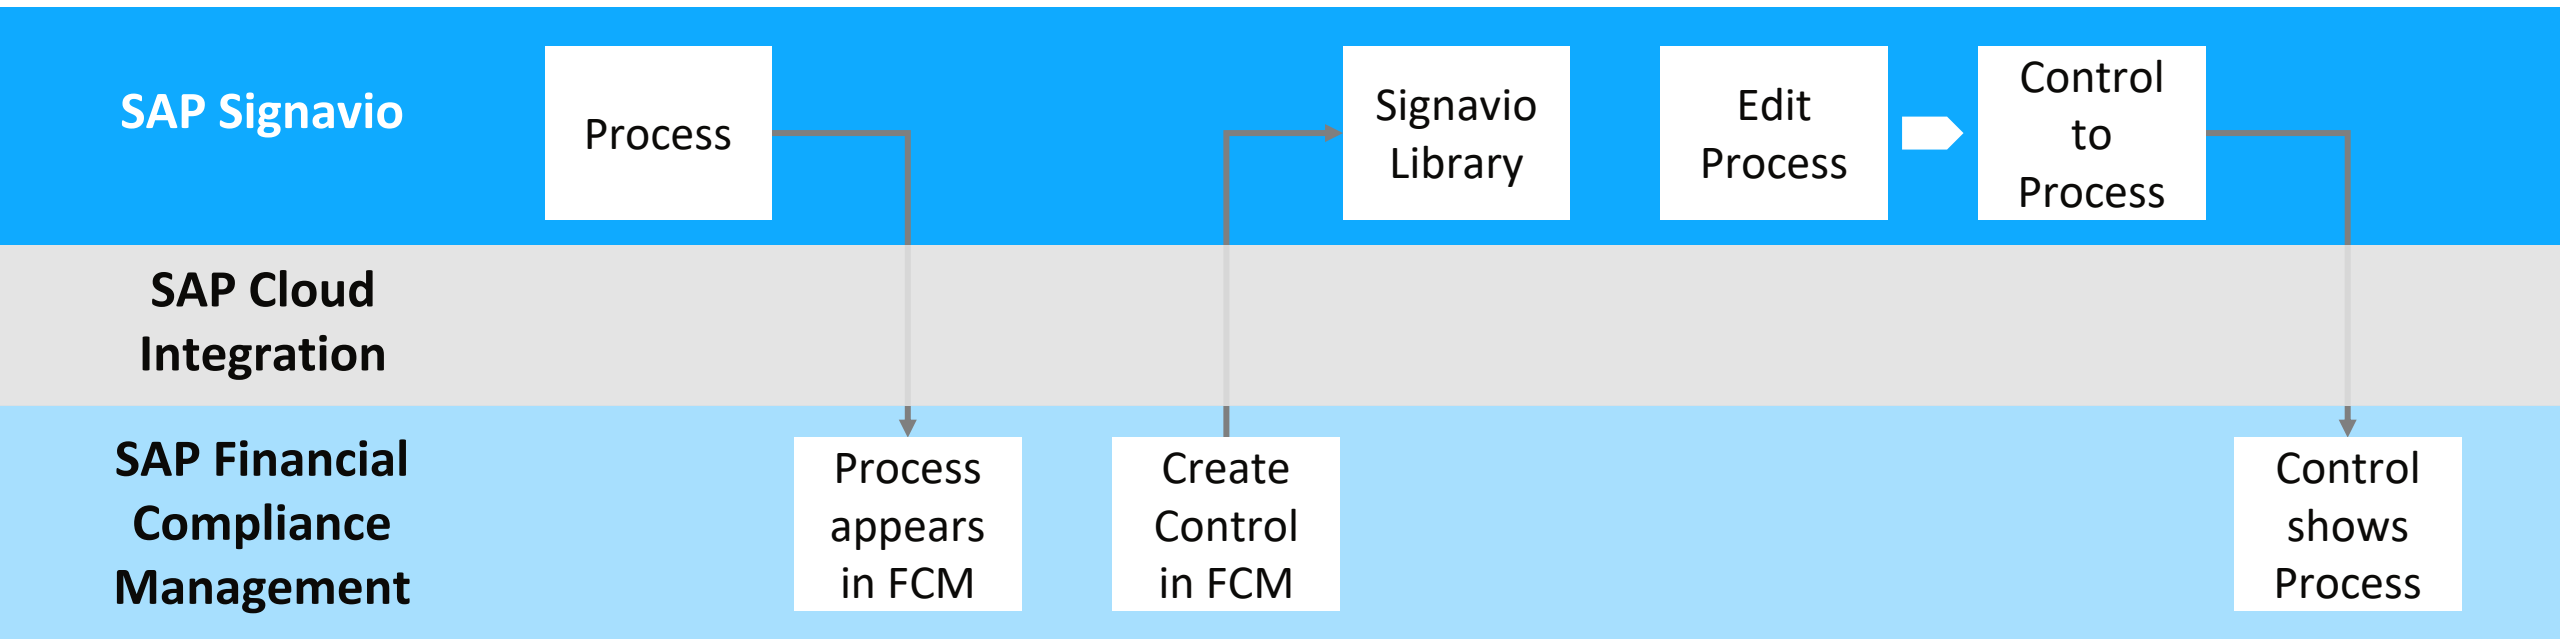 SAP Signavio
Process
Signavio
Library
Edit
Process
Control
to
Process
SAP Cloud
Integration
SAP Financial
Compliance
Management
Process
appears
in FCM
Create
Control
in FCM
Control
shows
Process